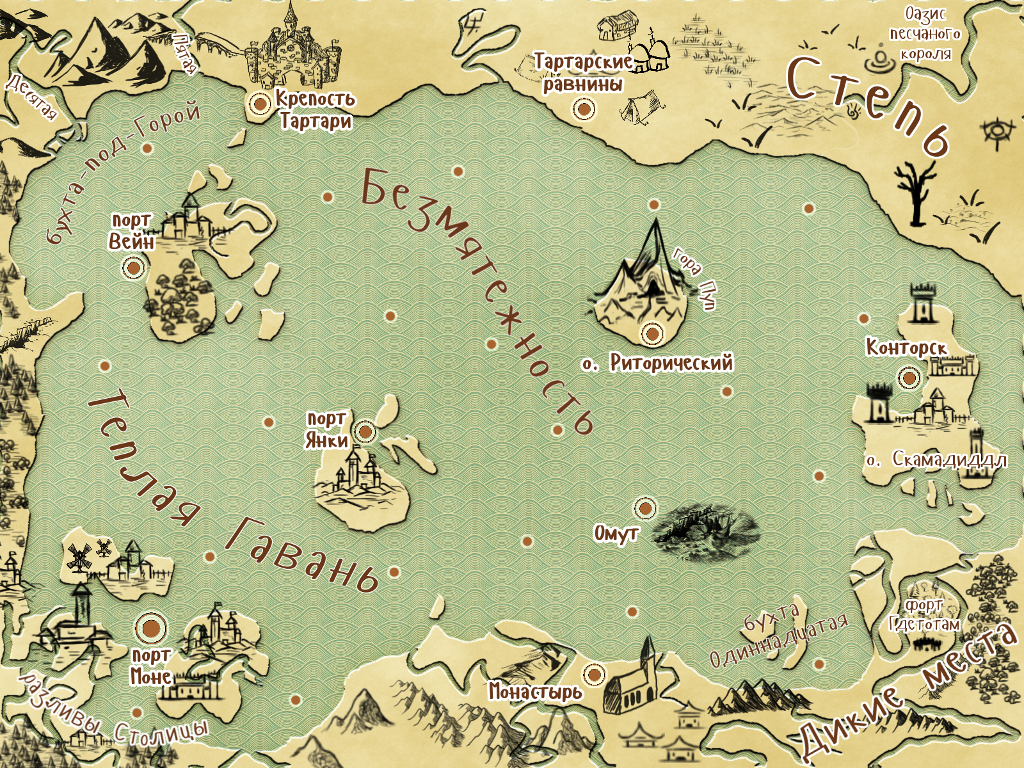 Оазис
песчаного
короля
Пятая
Десятая
Тартарские
равнины
Степь
Крепость
Тартари
бухта-под-Горой
Безмятежность
порт
Вейн
гора Пуп
о. Риторический
Конторск
Теплая Гавань
порт
Янки
о. Скамадиддл
Омут
форт
Гдетотам
бухта
Одиннадцатая
порт
Моне
Монастырь
Дикие места
разливы Столицы